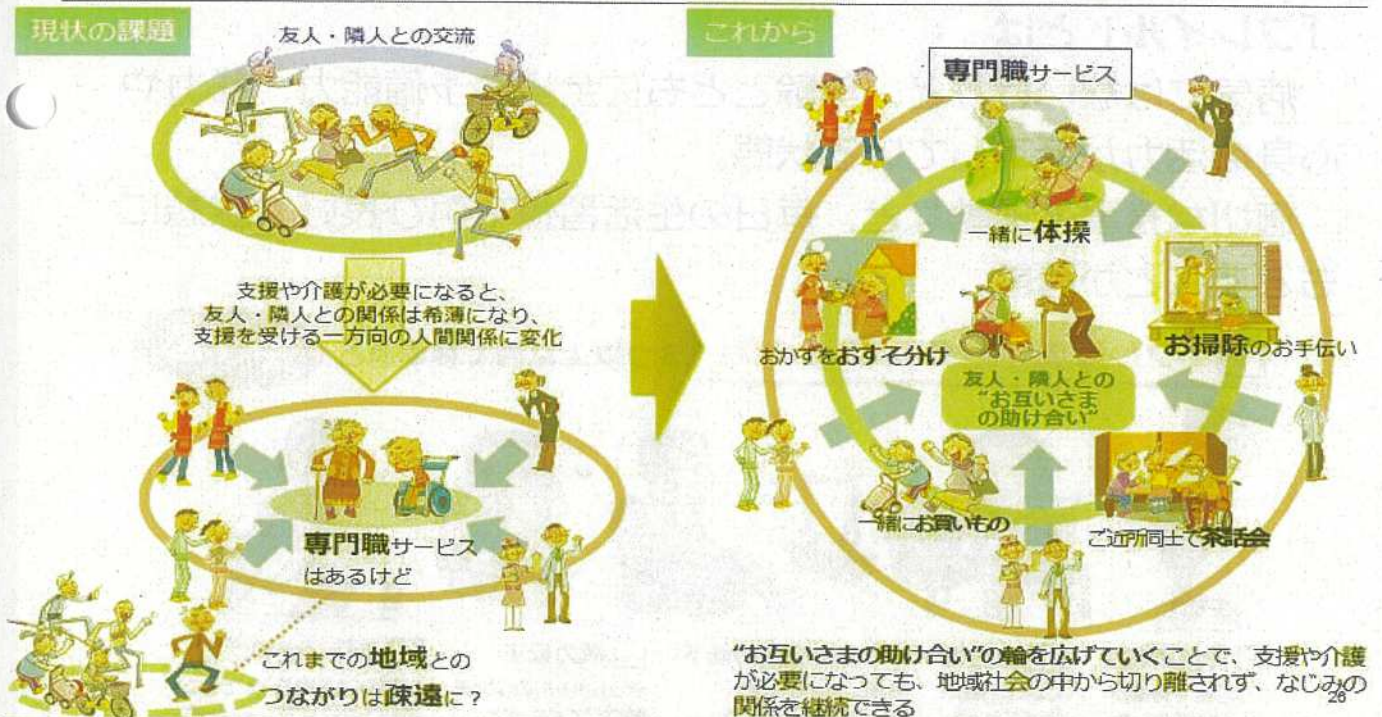 現状の課題
友人・隣人との交流
支援や介護が必要になると、
友人・隣人との関係は希薄になり、
支援を受ける一方向の人間関係に変化
専門職サービス
はあるけど
これまでの地域との
つながりは疎遠に？
これから
専門職サービス
一緒に体操
おかずをおすそ分け
お掃除のお手伝い
友人・隣人との
“お互いさま
の助け合い”
一緒にお買いもの
ご近所同士で茶話会
“お互いさまの助け合い”の輪を広げていくことで、支援や介護
が必要になっても、地域社会の中から切り離されず、なじみの
関係を継続できる
26